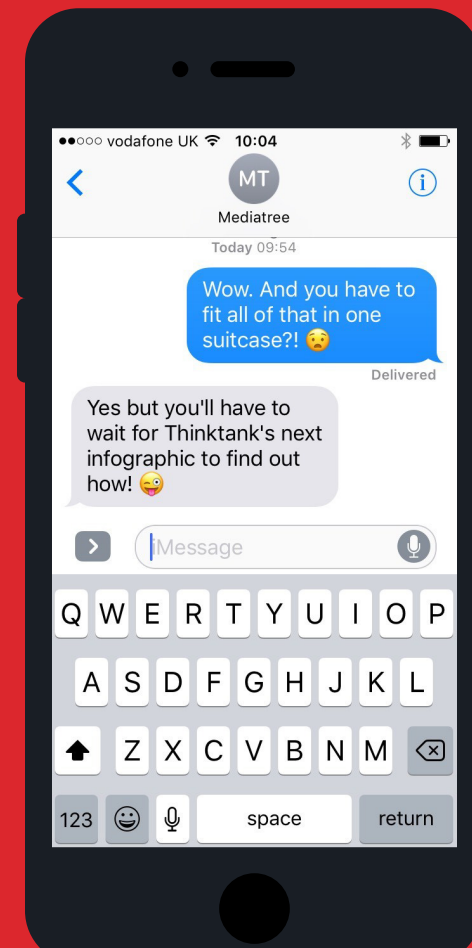 ●●○○○ vodafone UK 10:04
MT
Mediatree
Today 09:54
Wow. And you have to
fit all of that in one
suitcase?! 😧
Delivered
Yes but you'll have to
wait for Thinktank's next
infographic to find out
how! 😜
iMessage
Q W E R T Y U I O P
A S D F G H J K L
Z X C V B N M
123 space return